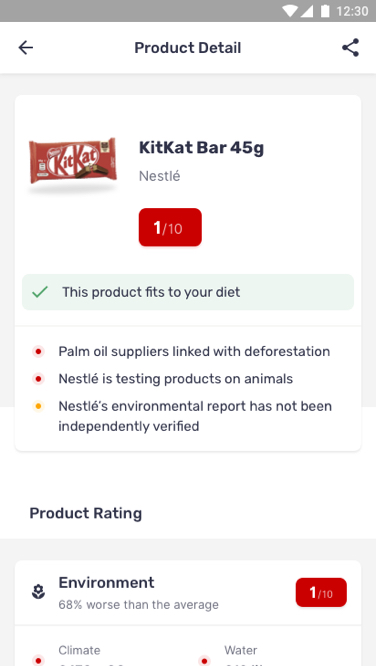 12:30
Product Detail
KitKat
KitKat Bar 45g
Nestlé
1/10
This product fits to your diet
Palm oil suppliers linked with deforestation
Nestlé is testing products on animals
Nestlé’s environmental report has not been
independently verified
Product Rating
Environment
1/10
68% worse than the average
Climate
Water